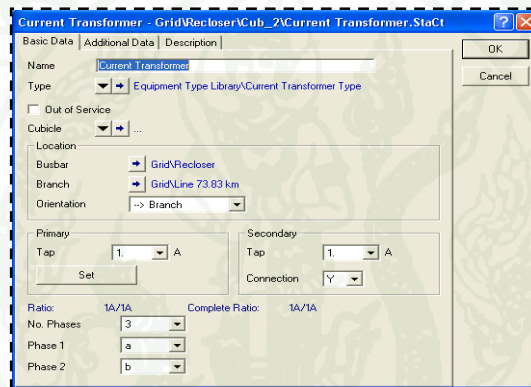 Current Transformer - Grid\Recloser\Cub_2\Current Transformer.StaCt
Basic Data | Additional Data | Description
OK
Cancel
Name Current Transformer
Type Equipment Type Library\Current Transformer Type
Out of Service
Cubicle ...
Location
Busbar Grid\Recloser
Branch Grid\Line 73.83 km
Orientation --> Branch
Primary
Tap 1. A
Set
Secondary
Tap 1. A
Connection Y
Ratio: 1A/1A Complete Ratio: 1A/1A
No. Phases 3
Phase 1 a
Phase 2 b